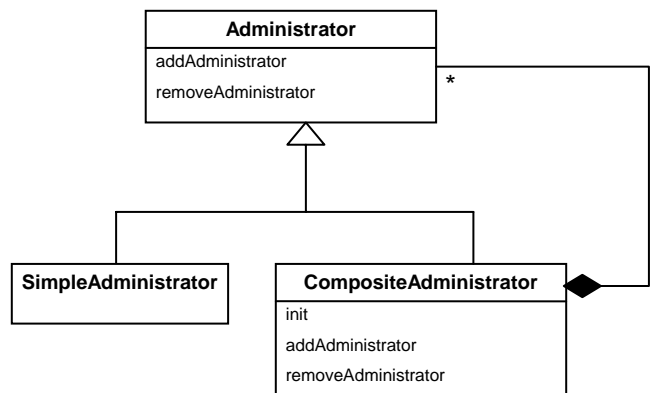 Administrator
addAdministrator
removeAdministrator
*
SimpleAdministrator
CompositeAdministrator
init
addAdministrator
removeAdministrator